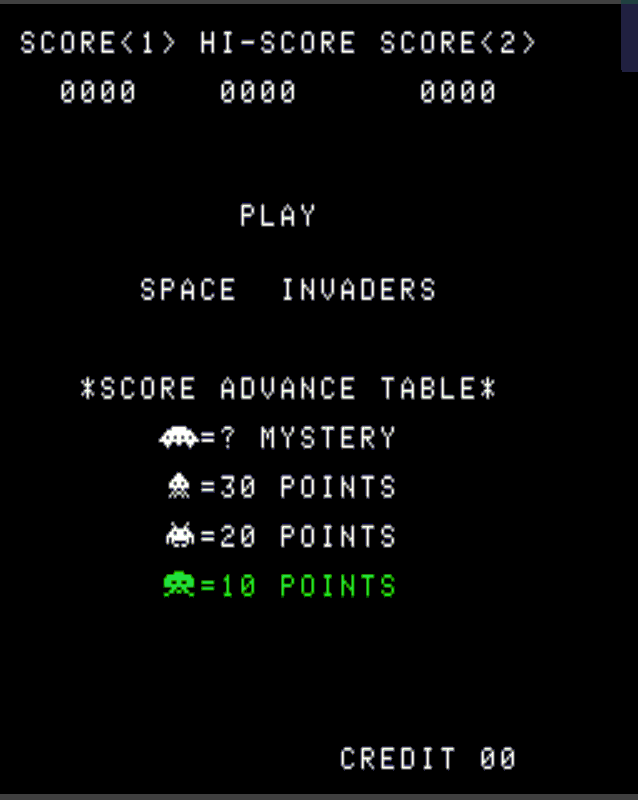 SCORE<1> HI-SCORE SCORE<2>
0000 0000 0000
PLAY
SPACE INVADERS
*SCORE ADVANCE TABLE*
=? MYSTERY
=30 POINTS
=20 POINTS
=10 POINTS
CREDIT 00